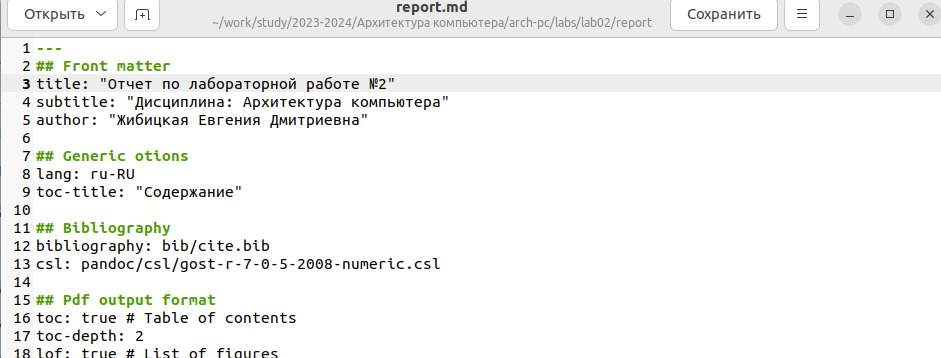 Открыть
report.md
~/work/study/2023-2024/Архитектура компьютера/arch-pc/labs/lab02/report
Сохранить
1 ---
2 ## Front matter
3 title: "Отчет по лабораторной работе №2"
4 subtitle: "Дисциплина: Архитектура компьютера"
5 author: "Жибицкая Евгения Дмитриевна"
6
7 ## Generic otions
8 lang: ru-RU
9 toc-title: "Содержание"
10
11 ## Bibliography
12 bibliography: bib/cite.bib
13 csl: pandoc/csl/gost-r-7-0-5-2008-numeric.csl
14
15 ## Pdf output format
16 toc: true # Table of contents
17 toc-depth: 2
18 lof: true # List of figures